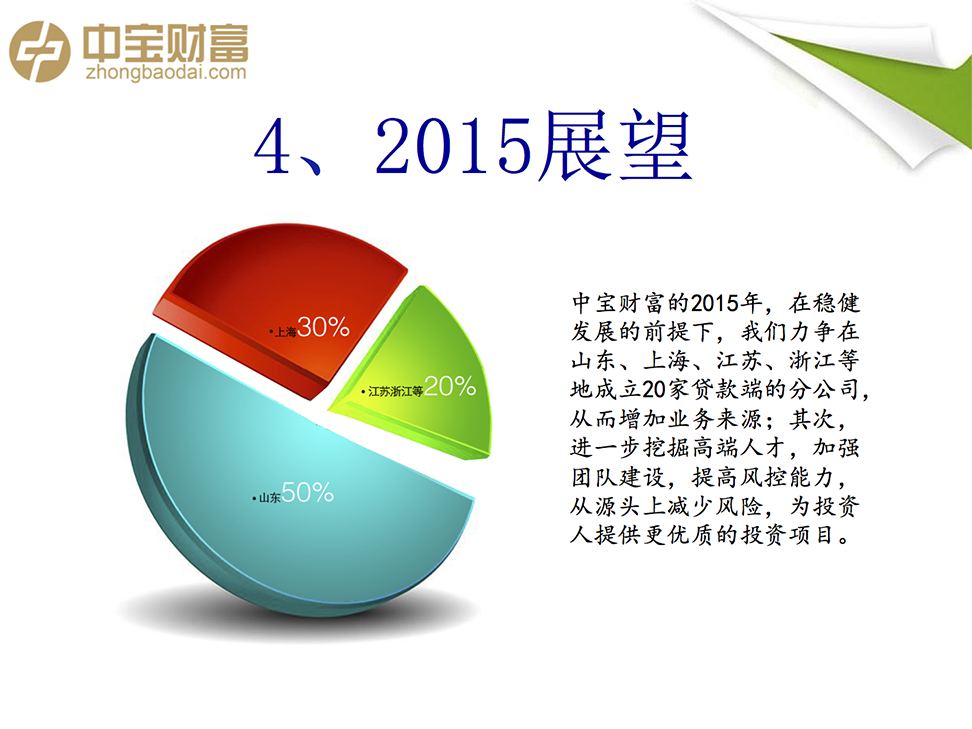 中宝财富
zhongbaodai.com
4、2015展望
•上海30%
•江苏浙江等20%
•山东50%
中宝财富的2015年，在稳健
发展的前提下，我们力争在
山东、上海、江苏、浙江等
地成立20家贷款端的分公司，
从而增加业务来源；其次，
进一步挖掘高端人才，加强
团队建设，提高风控能力，
从源头上减少风险，为投资
人提供更优质的投资项目。